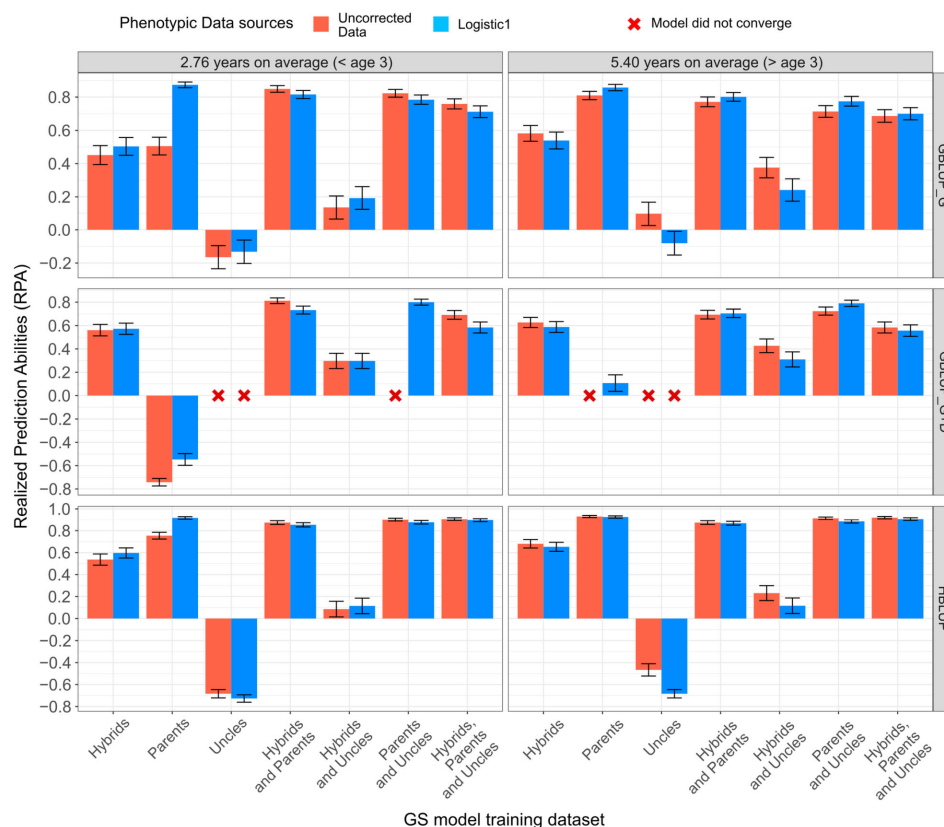 Phenotypic Data sources
Uncorrected
Data
Logistic1
Model did not converge
2.76 years on average (< age 3)
5.40 years on average (> age 3)
0.8
0.6
0.4
0.2
0.0
−0.2
0.8
0.6
0.4
0.2
0.0
−0.2
−0.4
−0.6
−0.8
1.0
0.8
0.6
0.4
0.2
0.0
−0.2
−0.4
−0.6
−0.8
Realized Prediction Abilities (RPA)
Hybrids
Parents
Uncles
Hybrids
and Parents
Hybrids
and Uncles
Parents
and Uncles
Hybrids,
Parents
and Uncles
Hybrids
Parents
Uncles
Hybrids
and Parents
Hybrids
and Uncles
Parents
and Uncles
Hybrids,
Parents
and Uncles
GS model training dataset